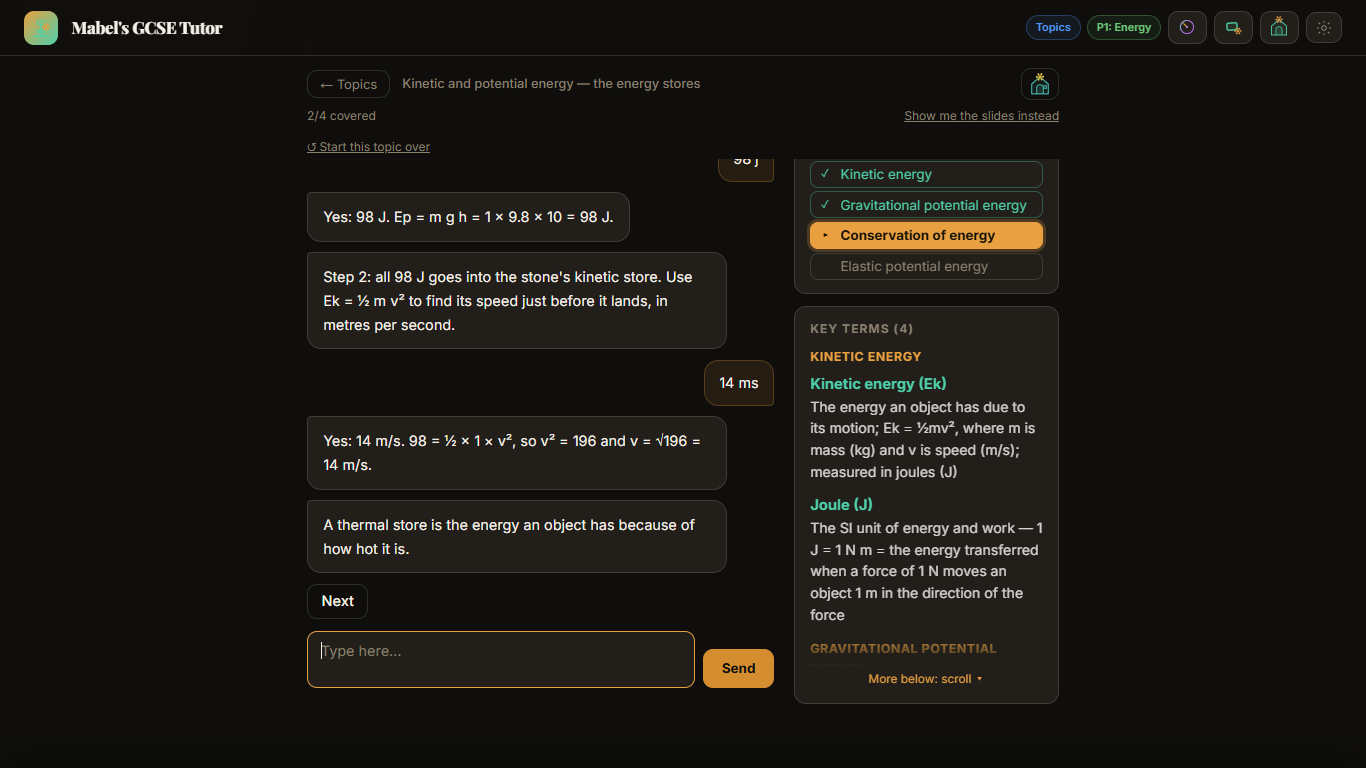 Mabel's GCSE Tutor
Topics
P1: Energy
← Topics
Kinetic and potential energy — the energy stores
2/4 covered
Show me the slides instead
↺ Start this topic over
98 j
Yes: 98 J. Ep = m g h = 1 × 9.8 × 10 = 98 J.
Step 2: all 98 J goes into the stone's kinetic store. Use
Ek = ½ m v² to find its speed just before it lands, in
metres per second.
14 ms
Yes: 14 m/s. 98 = ½ × 1 × v², so v² = 196 and v = √196 =
14 m/s.
A thermal store is the energy an object has because of
how hot it is.
Next
Type here...
Send
✓ Kinetic energy
✓ Gravitational potential energy
▸ Conservation of energy
Elastic potential energy
KEY TERMS (4)
KINETIC ENERGY
Kinetic energy (Ek)
The energy an object has due to
its motion; Ek = ½mv², where m is
mass (kg) and v is speed (m/s);
measured in joules (J)
Joule (J)
The SI unit of energy and work — 1
J = 1 N m = the energy transferred
when a force of 1 N moves an
object 1 m in the direction of the
force
GRAVITATIONAL POTENTIAL
More below: scroll ▾